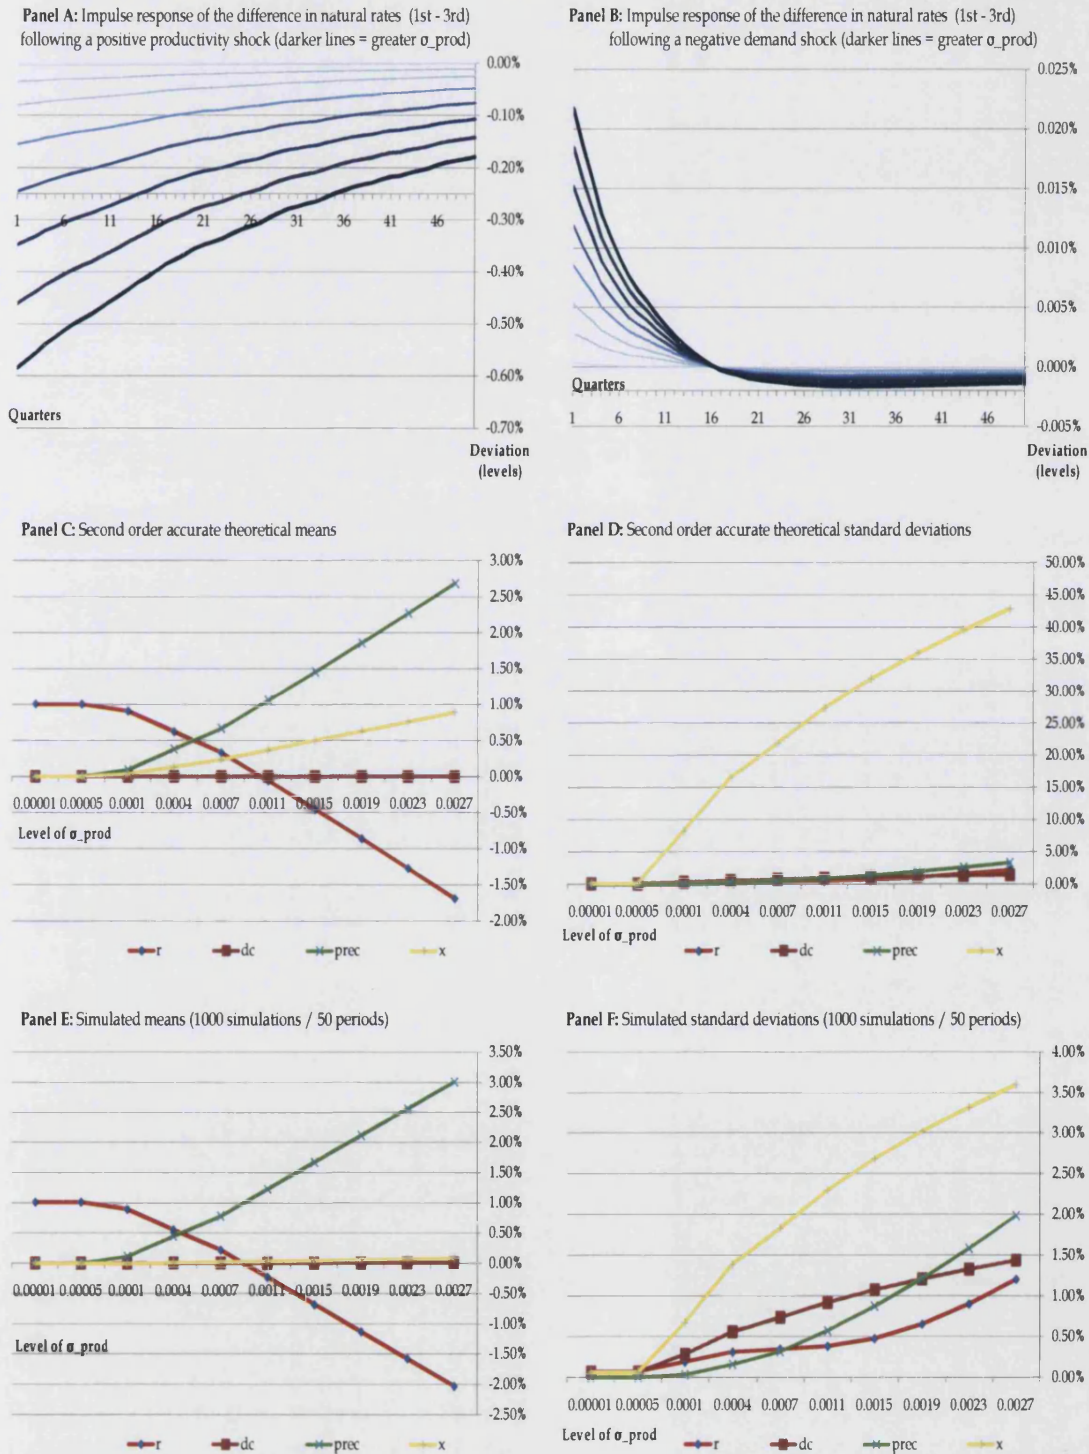 Panel A: Impulse response of the difference in natural rates (1st - 3rd)
following a positive productivity shock (darker lines = greater σ_prod)
0.00%
-0.10%
-0.20%
-0.30%
-0.40%
-0.50%
-0.60%
-0.70%
1 6 11 16 21 26 31 36 41 46
Quarters
Deviation
(levels)
Panel B: Impulse response of the difference in natural rates (1st - 3rd)
following a negative demand shock (darker lines = greater σ_prod)
0.025%
0.020%
0.015%
0.010%
0.005%
0.000%
-0.005%
Quarters
1 6 11 16 21 26 31 36 41 46
Deviation
(levels)
Panel C: Second order accurate theoretical means
3.00%
2.50%
2.00%
1.50%
1.00%
0.50%
0.00%
-0.50%
-1.00%
-1.50%
-2.00%
0.00001 0.00005 0.0001 0.0004 0.0007 0.0011 0.0015 0.0019 0.0023 0.0027
Level of σ_prod
r dc prec x
Panel D: Second order accurate theoretical standard deviations
50.00%
45.00%
40.00%
35.00%
30.00%
25.00%
20.00%
15.00%
10.00%
5.00%
0.00%
0.00001 0.00005 0.0001 0.0004 0.0007 0.0011 0.0015 0.0019 0.0023 0.0027
Level of σ_prod
r dc prec x
Panel E: Simulated means (1000 simulations / 50 periods)
3.50%
3.00%
2.50%
2.00%
1.50%
1.00%
0.50%
0.00%
-0.50%
-1.00%
-1.50%
-2.00%
-2.50%
0.00001 0.00005 0.0001 0.0004 0.0007 0.0011 0.0015 0.0019 0.0023 0.0027
Level of σ_prod
r dc prec x
Panel F: Simulated standard deviations (1000 simulations / 50 periods)
4.00%
3.50%
3.00%
2.50%
2.00%
1.50%
1.00%
0.50%
0.00%
0.00001 0.00005 0.0001 0.0004 0.0007 0.0011 0.0015 0.0019 0.0023 0.0027
Level of σ_prod
r dc prec x